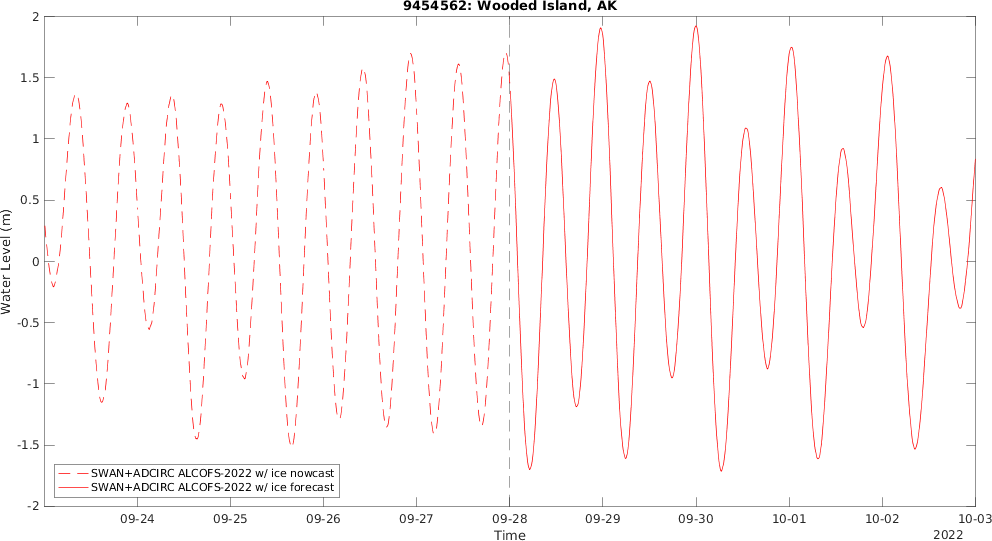 9454562: Wooded Island, AK
2
1.5
1
0.5
0
-0.5
-1
-1.5
-2
Water Level (m)
SWAN+ADCIRC ALCOFS-2022 w/ ice nowcast
SWAN+ADCIRC ALCOFS-2022 w/ ice forecast
09-24 09-25 09-26 09-27 09-28 09-29 09-30 10-01 10-02 10-03
Time
2022